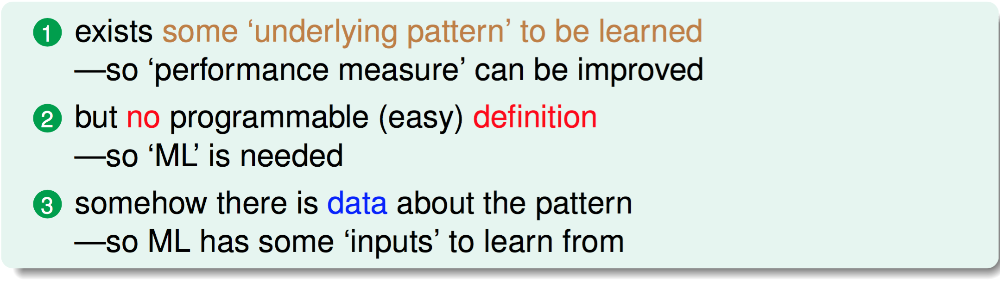 1 exists some ‘underlying pattern’ to be learned
—so ‘performance measure’ can be improved
2 but no programmable (easy) definition
—so ‘ML’ is needed
3 somehow there is data about the pattern
—so ML has some ‘inputs’ to learn from